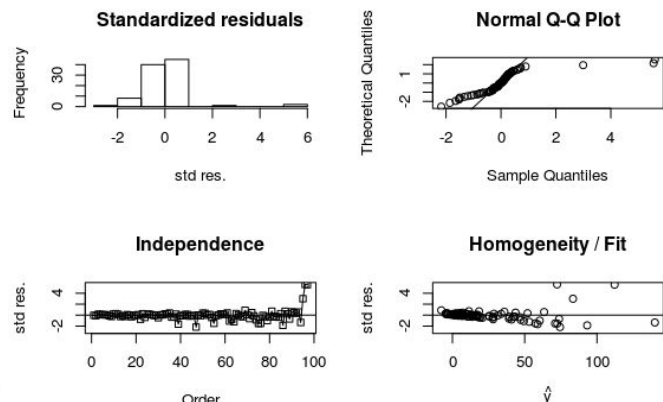 Standardized residuals
Frequency
0 30
-2 0 2 4 6
std res.
Normal Q-Q Plot
Theoretical Quantiles
-2 1
-2 0 2 4
Sample Quantiles
Independence
std res.
-2 4
0 20 40 60 80 100
Order
Homogeneity / Fit
std res.
-2 4
0 50 100
ŷ